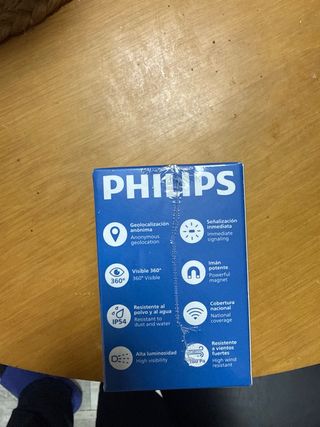 PHILIPS
Geolocalización
anónima
Anonymous
geolocation
Señalización
inmediata
Immediate
signaling
360°
Visible 360°
360° Visible
Imán
potente
Powerful
magnet
IP54
Resistente al
polvo y al agua
Resistant to
dust and water
Cobertura
nacional
National
coverage
Alta luminosidad
High visibility
Resistente
a vientos
fuertes
High wind
resistant